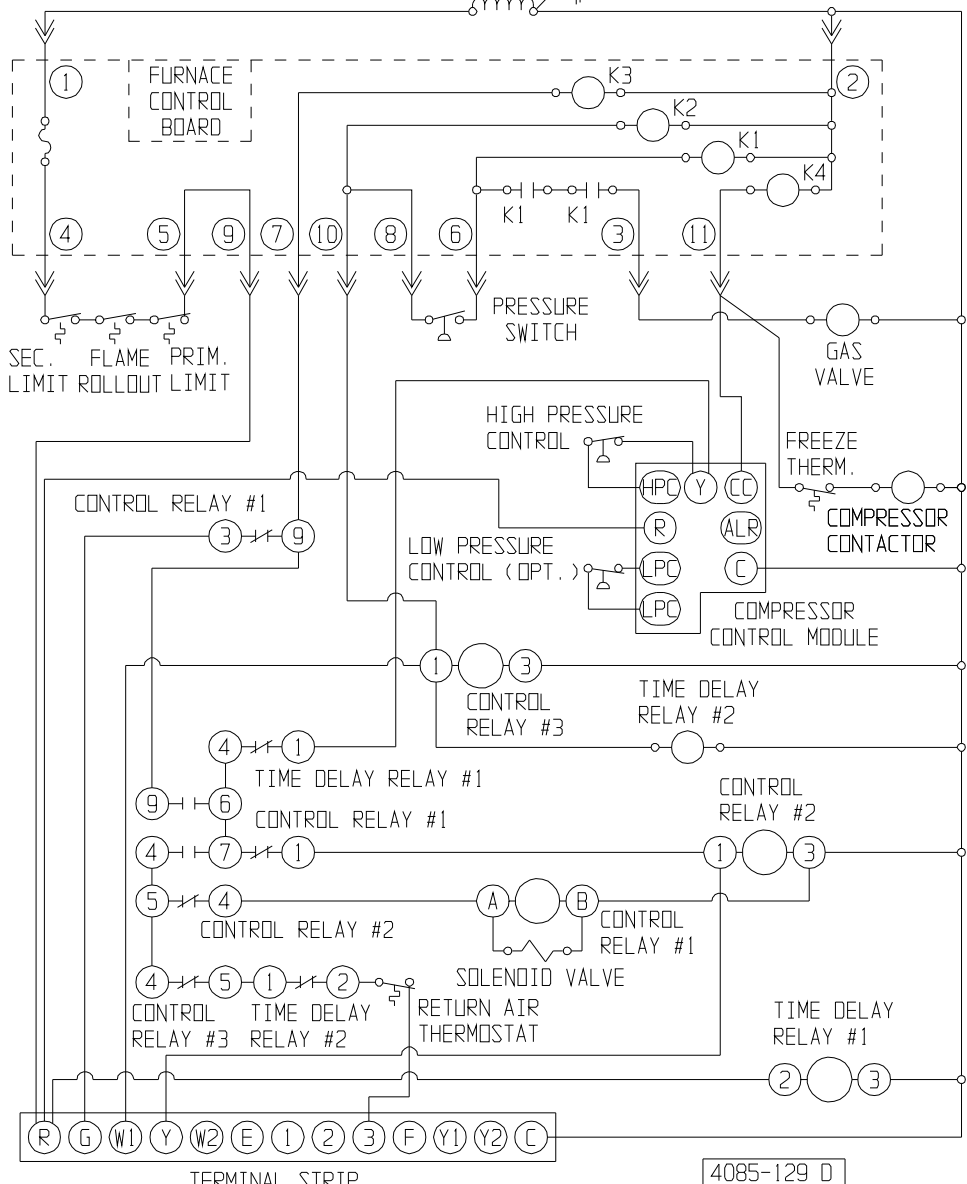 K3
1
FURNACE
CONTROL
BOARD
2
K2
K1
K4
K1 K1
4 5 9 7 10 8 6 3 11
PRESSURE
SWITCH
SEC.
LIMIT
FLAME
ROLLOUT
PRIM.
LIMIT
GAS
VALVE
HIGH PRESSURE
CONTROL
FREEZE
THERM.
HPC Y CC
CONTROL RELAY #1
3 9
R ALR
COMPRESSOR
CONTACTOR
LOW PRESSURE
CONTROL (OPT.)
LPC C
LPC
COMPRESSOR
CONTROL MODULE
1 3
CONTROL
RELAY #3
TIME DELAY
RELAY #2
4 1
TIME DELAY RELAY #1
9 6
CONTROL RELAY #1
CONTROL
RELAY #2
4 7 1 1 3
5 4 A B
CONTROL RELAY #2
CONTROL
RELAY #1
SOLENOID VALVE
4 5 1 2
CONTROL
RELAY #3
TIME DELAY
RELAY #2
RETURN AIR
THERMOSTAT
TIME DELAY
RELAY #1
2 3
R G W1 Y W2 E 1 2 3 F Y1 Y2 C
TERMINAL STRIP
4085-129 D